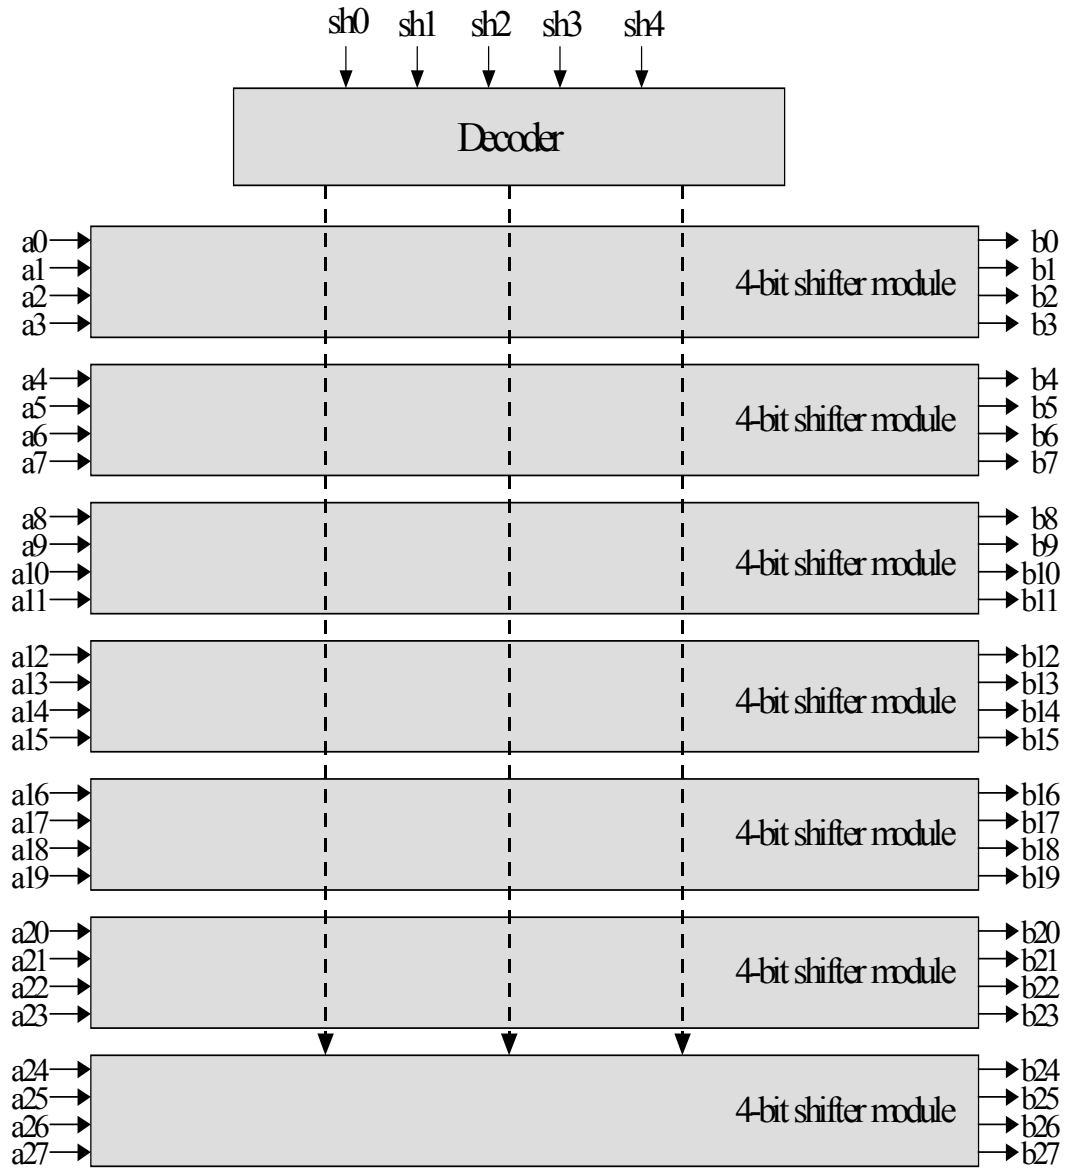 sh0 sh1 sh2 sh3 sh4
Decoder
a0 b0
a1 4-bit shifter module b1
a2 b2
a3 b3
a4 b4
a5 4-bit shifter module b5
a6 b6
a7 b7
a8 b8
a9 4-bit shifter module b9
a10 b10
a11 b11
a12 b12
a13 4-bit shifter module b13
a14 b14
a15 b15
a16 b16
a17 4-bit shifter module b17
a18 b18
a19 b19
a20 b20
a21 4-bit shifter module b21
a22 b22
a23 b23
a24 b24
a25 4-bit shifter module b25
a26 b26
a27 b27